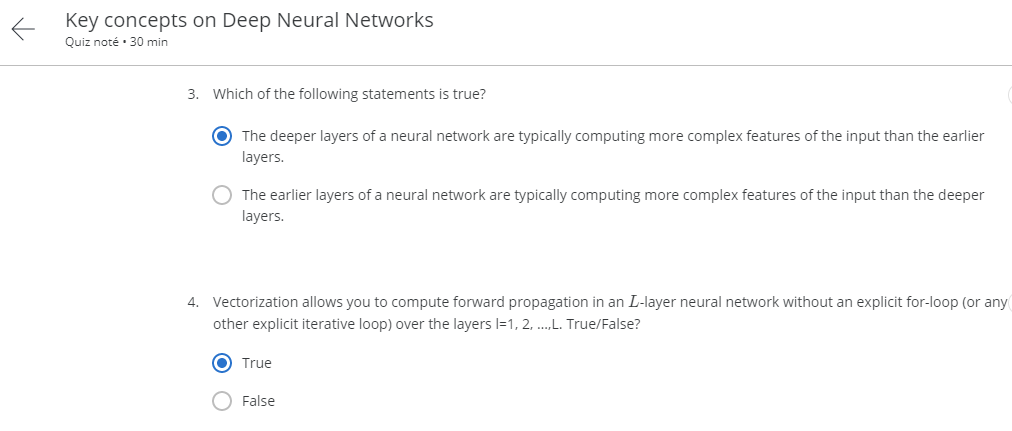 Key concepts on Deep Neural Networks
Quiz noté • 30 min
3. Which of the following statements is true?
The deeper layers of a neural network are typically computing more complex features of the input than the earlier
layers.
The earlier layers of a neural network are typically computing more complex features of the input than the deeper
layers.
4. Vectorization allows you to compute forward propagation in an L-layer neural network without an explicit for-loop (or any
other explicit iterative loop) over the layers l=1, 2, ...,L. True/False?
True
False